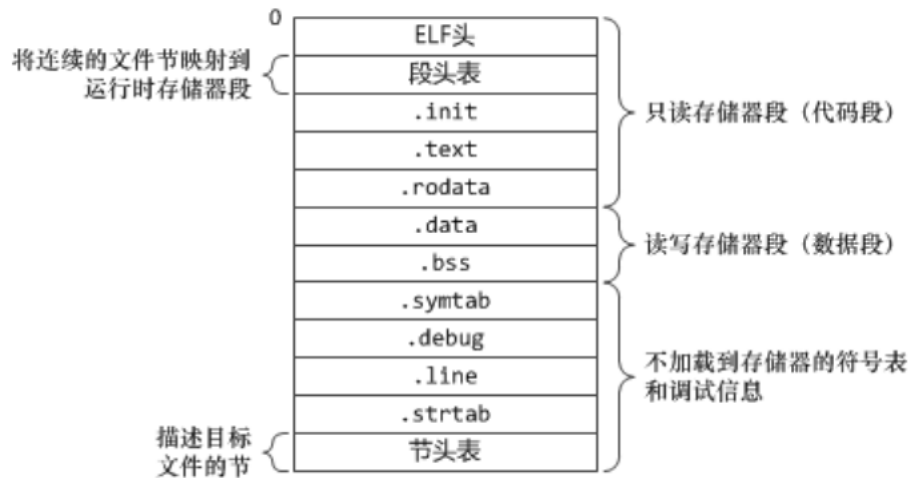 0
ELF头
将连续的文件节映射到
运行时存储器段
段头表
.init
.text
.rodata
只读存储器段（代码段）
.data
.bss
读写存储器段（数据段）
.symtab
.debug
.line
.strtab
不加载到存储器的符号表
和调试信息
描述目标
文件的节
节头表